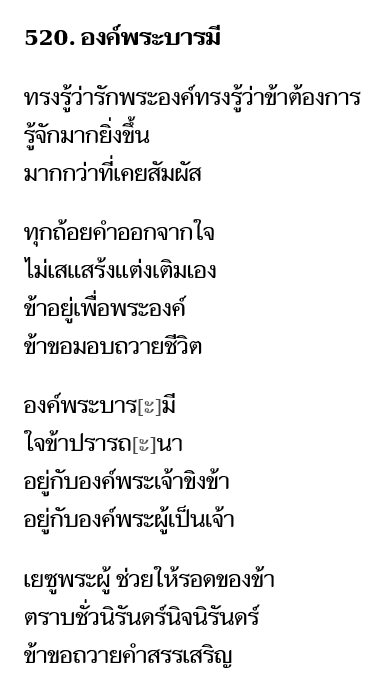 520. องค์พระบารมี
ทรงรู้ว่ารักพระองค์ทรงรู้ว่าข้าต้องการ
รู้จักมากยิ่งขึ้น
มากกว่าที่เคยสัมผัส
ทุกถ้อยคำออกจากใจ
ไม่เสแสร้งแต่งเติมเอง
ข้าอยู่เพื่อพระองค์
ข้าขอมอบถวายชีวิต
องค์พระบาร[ะ]มี
ใจข้าปรารถ[ะ]นา
อยู่กับองค์พระเจ้าขิงข้า
อยู่กับองค์พระผู้เป็นเจ้า
เยซูพระผู้ ช่วยให้รอดของข้า
ตราบชั่วนิรันดร์นิจนิรันดร์
ข้าขอถวายคำสรรเสริญ